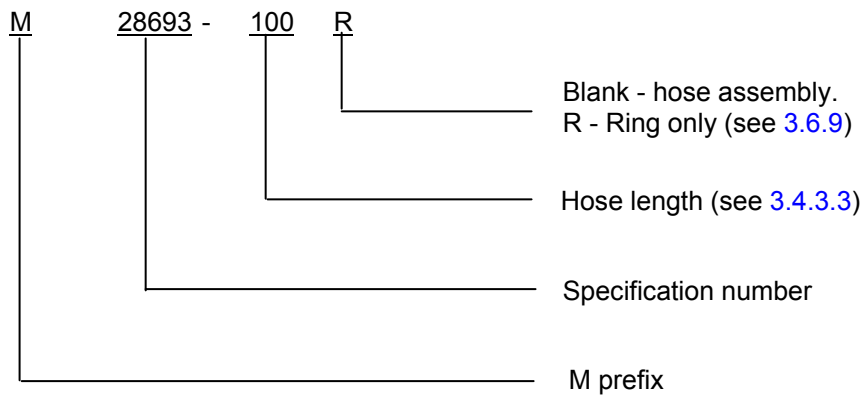 M 28693 - 100 R
Blank - hose assembly.
R - Ring only (see 3.6.9)
Hose length (see 3.4.3.3)
Specification number
M prefix